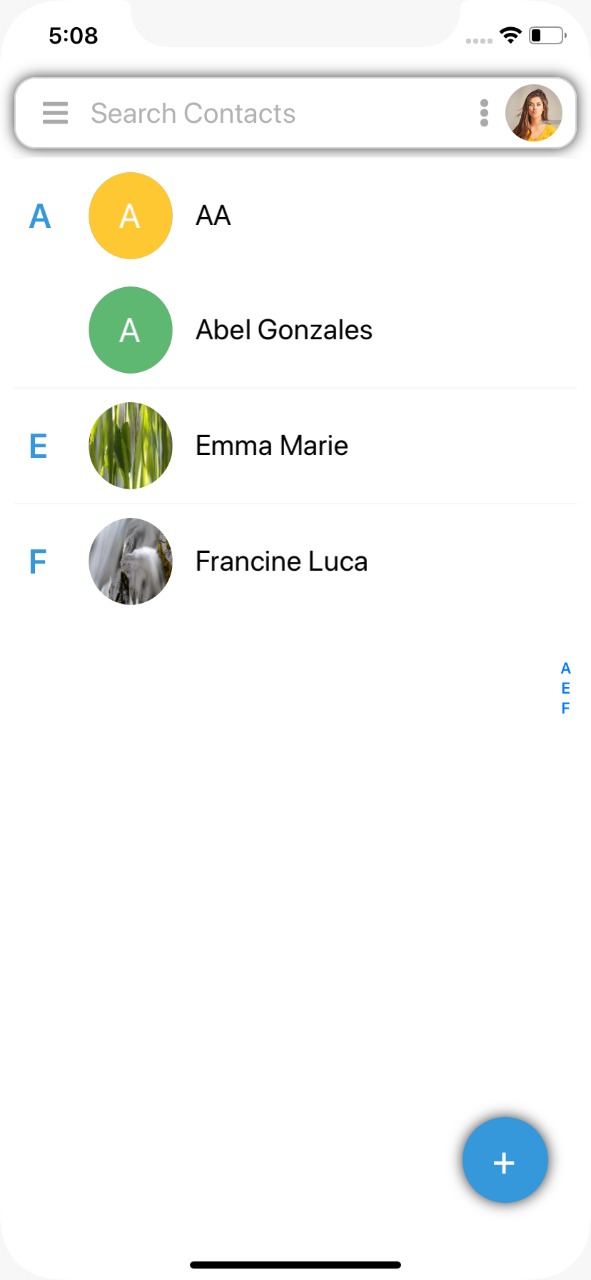 5:08
Search Contacts
A A AA
A Abel Gonzales
E Emma Marie
F Francine Luca
A
E
F
+